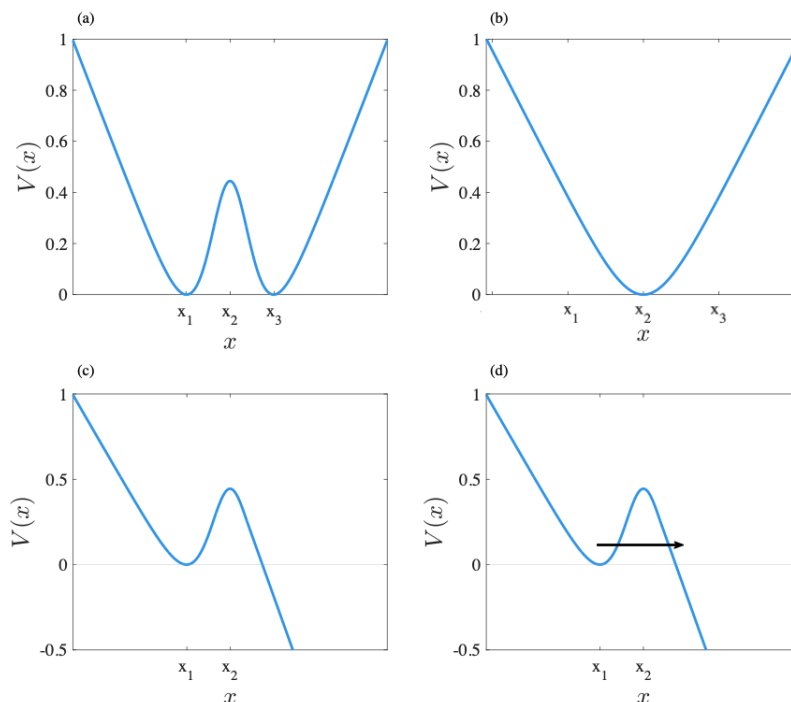 (a)
1
0.8
0.6
0.4
0.2
0
V(x)
x₁ x₂ x₃
x
(b)
1
0.8
0.6
0.4
0.2
0
V(x)
x₁ x₂ x₃
x
(c)
1
0.5
0
-0.5
V(x)
x₁ x₂
x
(d)
1
0.5
0
-0.5
V(x)
x₁ x₂
x